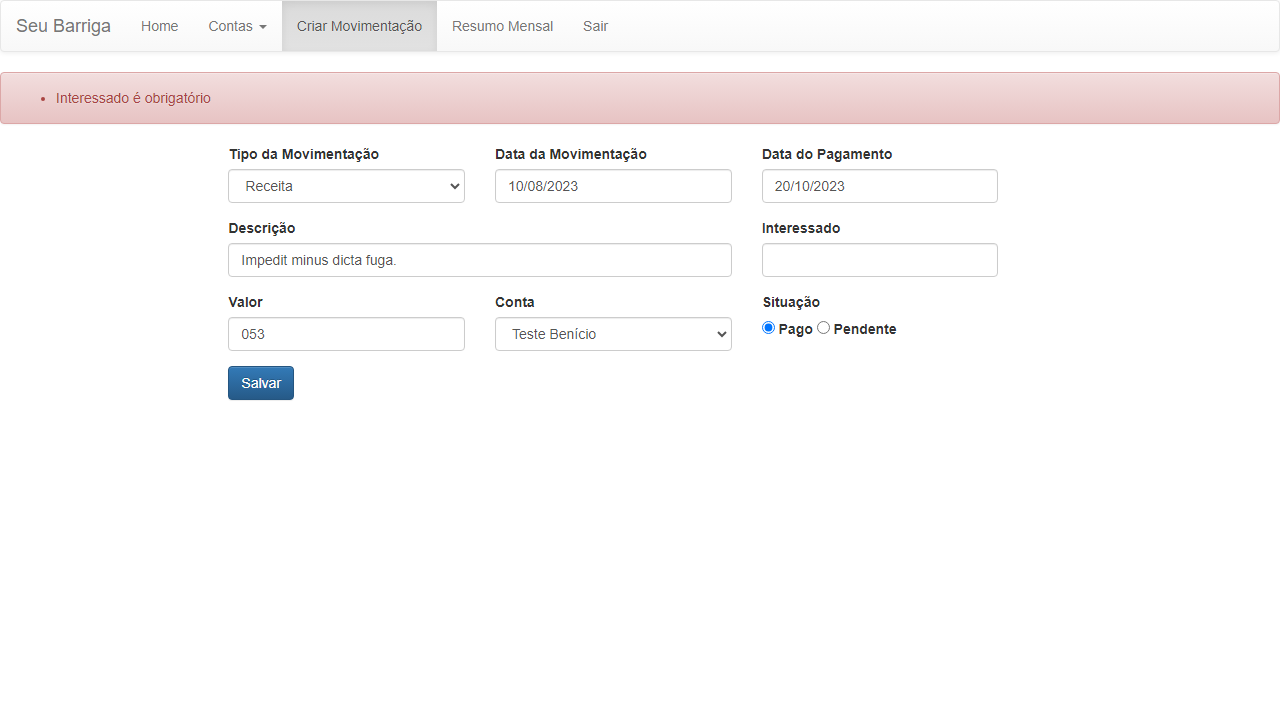 Seu Barriga Home Contas Criar Movimentação Resumo Mensal Sair
Interessado é obrigatório
Tipo da Movimentação Data da Movimentação Data do Pagamento
Receita 10/08/2023 20/10/2023
Descrição Interessado
Impedit minus dicta fuga.
Valor Conta Situação
053 Teste Benício Pago Pendente
Salvar